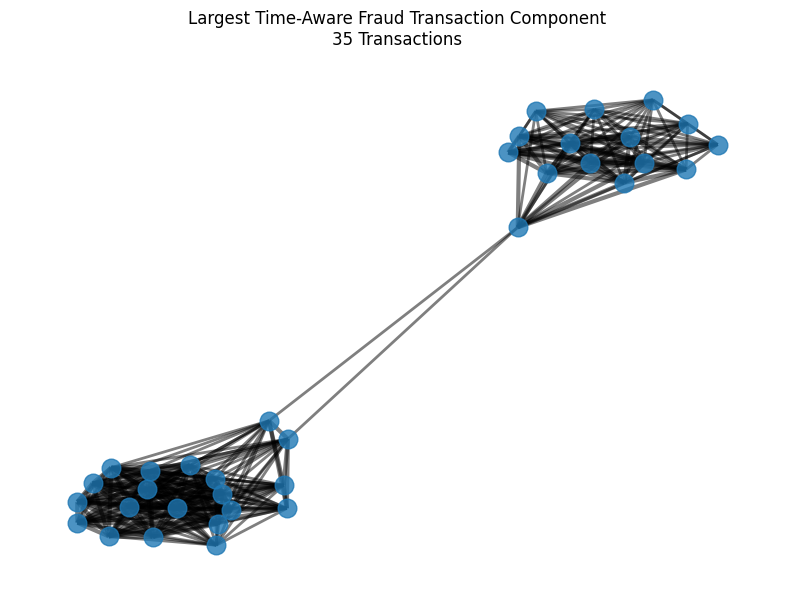 Largest Time-Aware Fraud Transaction Component
35 Transactions